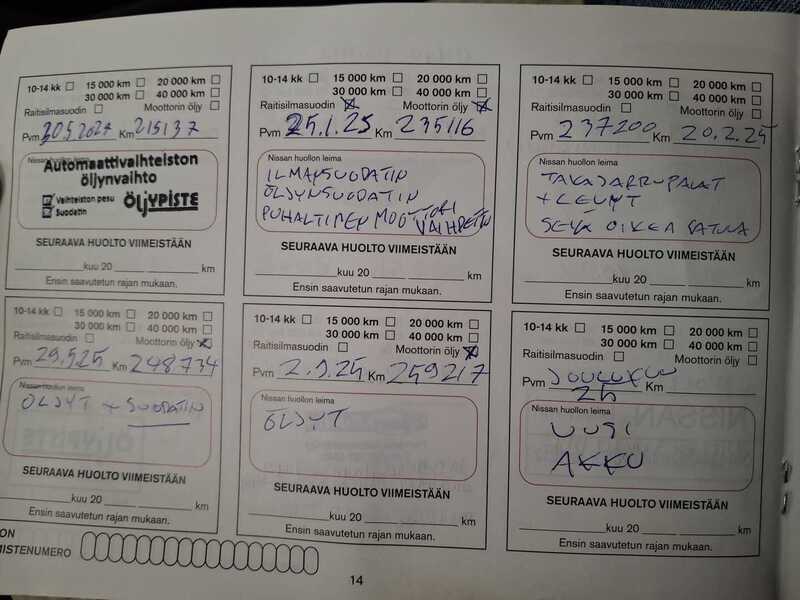 10-14 kk 15 000 km 20 000 km
30 000 km 40 000 km
Raitisilmasuodin Moottorin öljy
Pvm 30.5.2024 Km 215137
Nissan huollon leima
Automaattivaihteiston
öljynvaihto
Vaihteiston pesu
Suodatin
ÖLJYPISTE
SEURAAVA HUOLTO VIIMEISTÄÄN
kuu 20 km
Ensin saavutetun rajan mukaan.
10-14 kk 15 000 km 20 000 km
30 000 km 40 000 km
Raitisilmasuodin Moottorin öljy
Pvm 25.1.25 Km 235116
Nissan huollon leima
ILMANSUODATIN
ÖLJYNSUODATIN
PUHALTIMEN MOOTTORI
VAIHDETTIN
SEURAAVA HUOLTO VIIMEISTÄÄN
kuu 20 km
Ensin saavutetun rajan mukaan.
10-14 kk 15 000 km 20 000 km
30 000 km 40 000 km
Raitisilmasuodin Moottorin öljy
Pvm 237200 Km 20.2.25
Nissan huollon leima
TAKAJARRUPALAT
+ LEVYT
SEKÄ OIKEA SATULA
SEURAAVA HUOLTO VIIMEISTÄÄN
kuu 20 km
Ensin saavutetun rajan mukaan.
10-14 kk 15 000 km 20 000 km
30 000 km 40 000 km
Raitisilmasuodin Moottorin öljy
Pvm 29.5.25 Km 248734
Nissan huollon leima
ÖLJYT + SUODATIN
SEURAAVA HUOLTO VIIMEISTÄÄN
kuu 20 km
Ensin saavutetun rajan mukaan.
10-14 kk 15 000 km 20 000 km
30 000 km 40 000 km
Raitisilmasuodin Moottorin öljy
Pvm 2.9.25 Km 259217
Nissan huollon leima
ÖLJYT
SEURAAVA HUOLTO VIIMEISTÄÄN
kuu 20 km
Ensin saavutetun rajan mukaan.
10-14 kk 15 000 km 20 000 km
30 000 km 40 000 km
Raitisilmasuodin Moottorin öljy
Pvm JOULUKUU Km
25
Nissan huollon leima
UUSI
AKKU
SEURAAVA HUOLTO VIIMEISTÄÄN
kuu 20 km
Ensin saavutetun rajan mukaan.
ON
MISTENUMERO
14